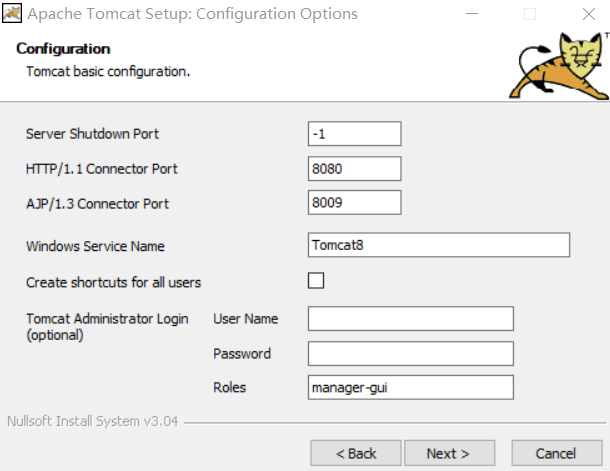 Apache Tomcat Setup: Configuration Options
Configuration
Tomcat basic configuration.
TM
Server Shutdown Port -1
HTTP/1.1 Connector Port 8080
AJP/1.3 Connector Port 8009
Windows Service Name Tomcat8
Create shortcuts for all users
Tomcat Administrator Login User Name
(optional)
Password
Roles manager-gui
Nullsoft Install System v3.04
< Back Next > Cancel